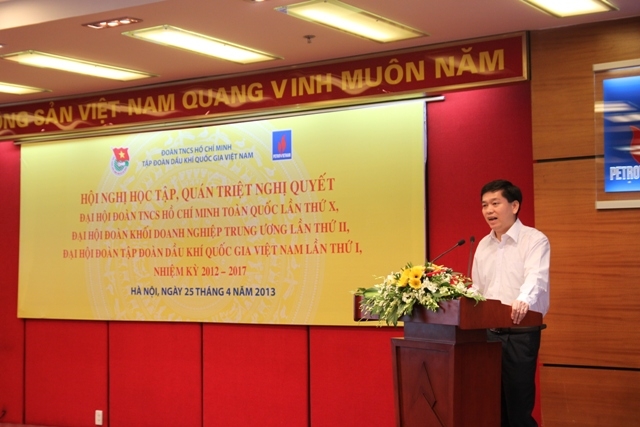 CỘNG SẢN VIỆT NAM QUANG VINH MUÔN NĂM
ĐOÀN TNCS HỒ CHÍ MINH
TẬP ĐOÀN DẦU KHÍ QUỐC GIA VIỆT NAM
HỘI NGHỊ HỌC TẬP, QUÁN TRIỆT NGHỊ QUYẾT
ĐẠI HỘI ĐOÀN TNCS HỒ CHÍ MINH TOÀN QUỐC LẦN THỨ X,
ĐẠI HỘI ĐOÀN KHỐI DOANH NGHIỆP TRUNG ƯƠNG LẦN THỨ II,
ĐẠI HỘI ĐOÀN TẬP ĐOÀN DẦU KHÍ QUỐC GIA VIỆT NAM LẦN THỨ I,
NHIỆM KỲ 2012 – 2017
HÀ NỘI, NGÀY 25 THÁNG 4 NĂM 2013
PETRO